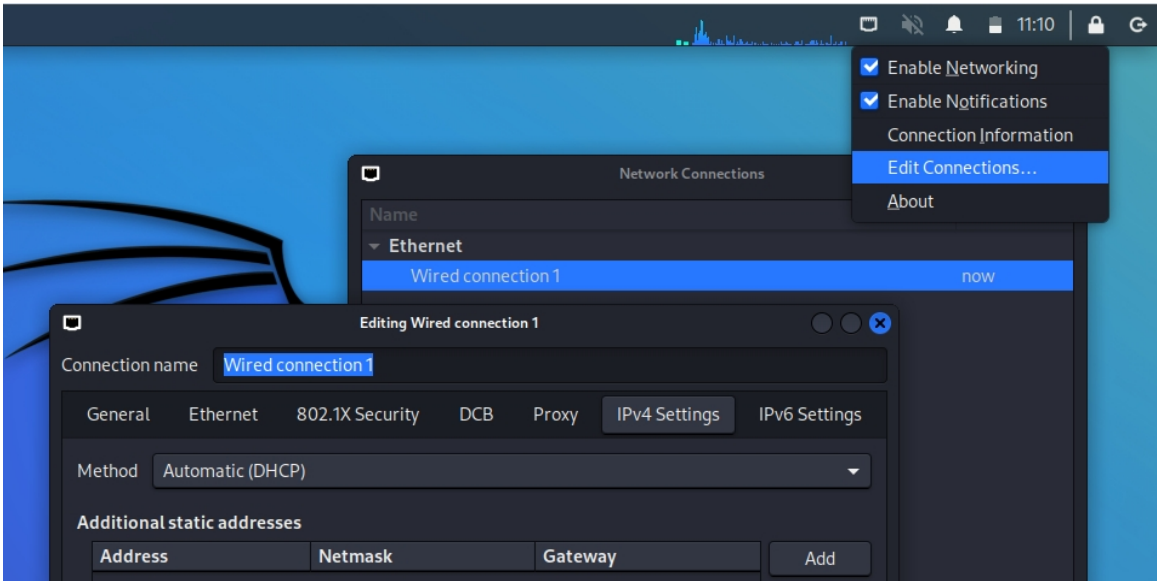 11:10
Enable Networking
Enable Notifications
Connection Information
Edit Connections...
About
Network Connections
Name
Ethernet
Wired connection 1 now
Editing Wired connection 1
Connection name Wired connection 1
General Ethernet 802.1X Security DCB Proxy IPv4 Settings IPv6 Settings
Method Automatic (DHCP)
Additional static addresses
Address Netmask Gateway Add